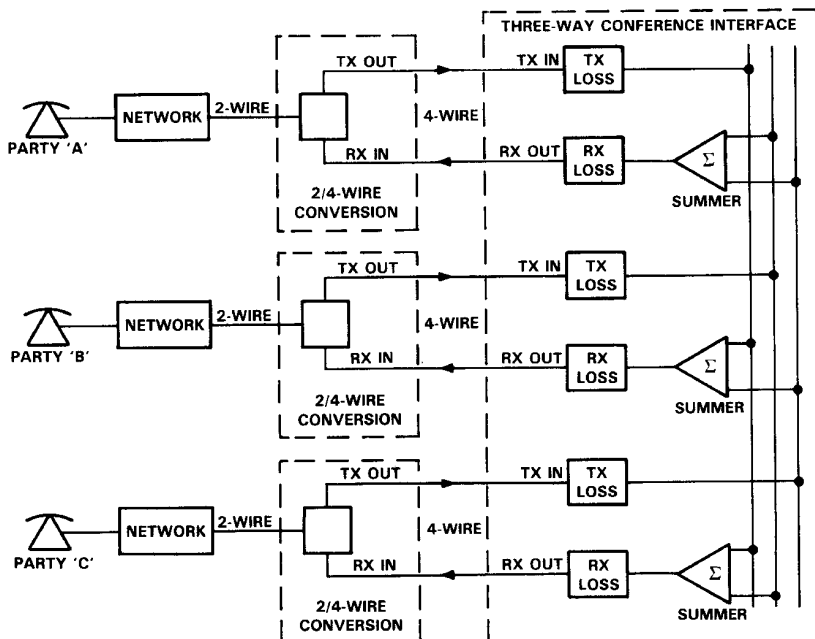 THREE-WAY CONFERENCE INTERFACE
TX OUT
TX IN
TX
LOSS
2-WIRE
NETWORK
4-WIRE
PARTY 'A'
RX IN
RX OUT
RX
LOSS
Σ
SUMMER
2/4-WIRE
CONVERSION
TX OUT
TX IN
TX
LOSS
2-WIRE
NETWORK
4-WIRE
PARTY 'B'
RX IN
RX OUT
RX
LOSS
Σ
SUMMER
2/4-WIRE
CONVERSION
TX OUT
TX IN
TX
LOSS
2-WIRE
NETWORK
4-WIRE
PARTY 'C'
RX IN
RX OUT
RX
LOSS
Σ
SUMMER
2/4-WIRE
CONVERSION